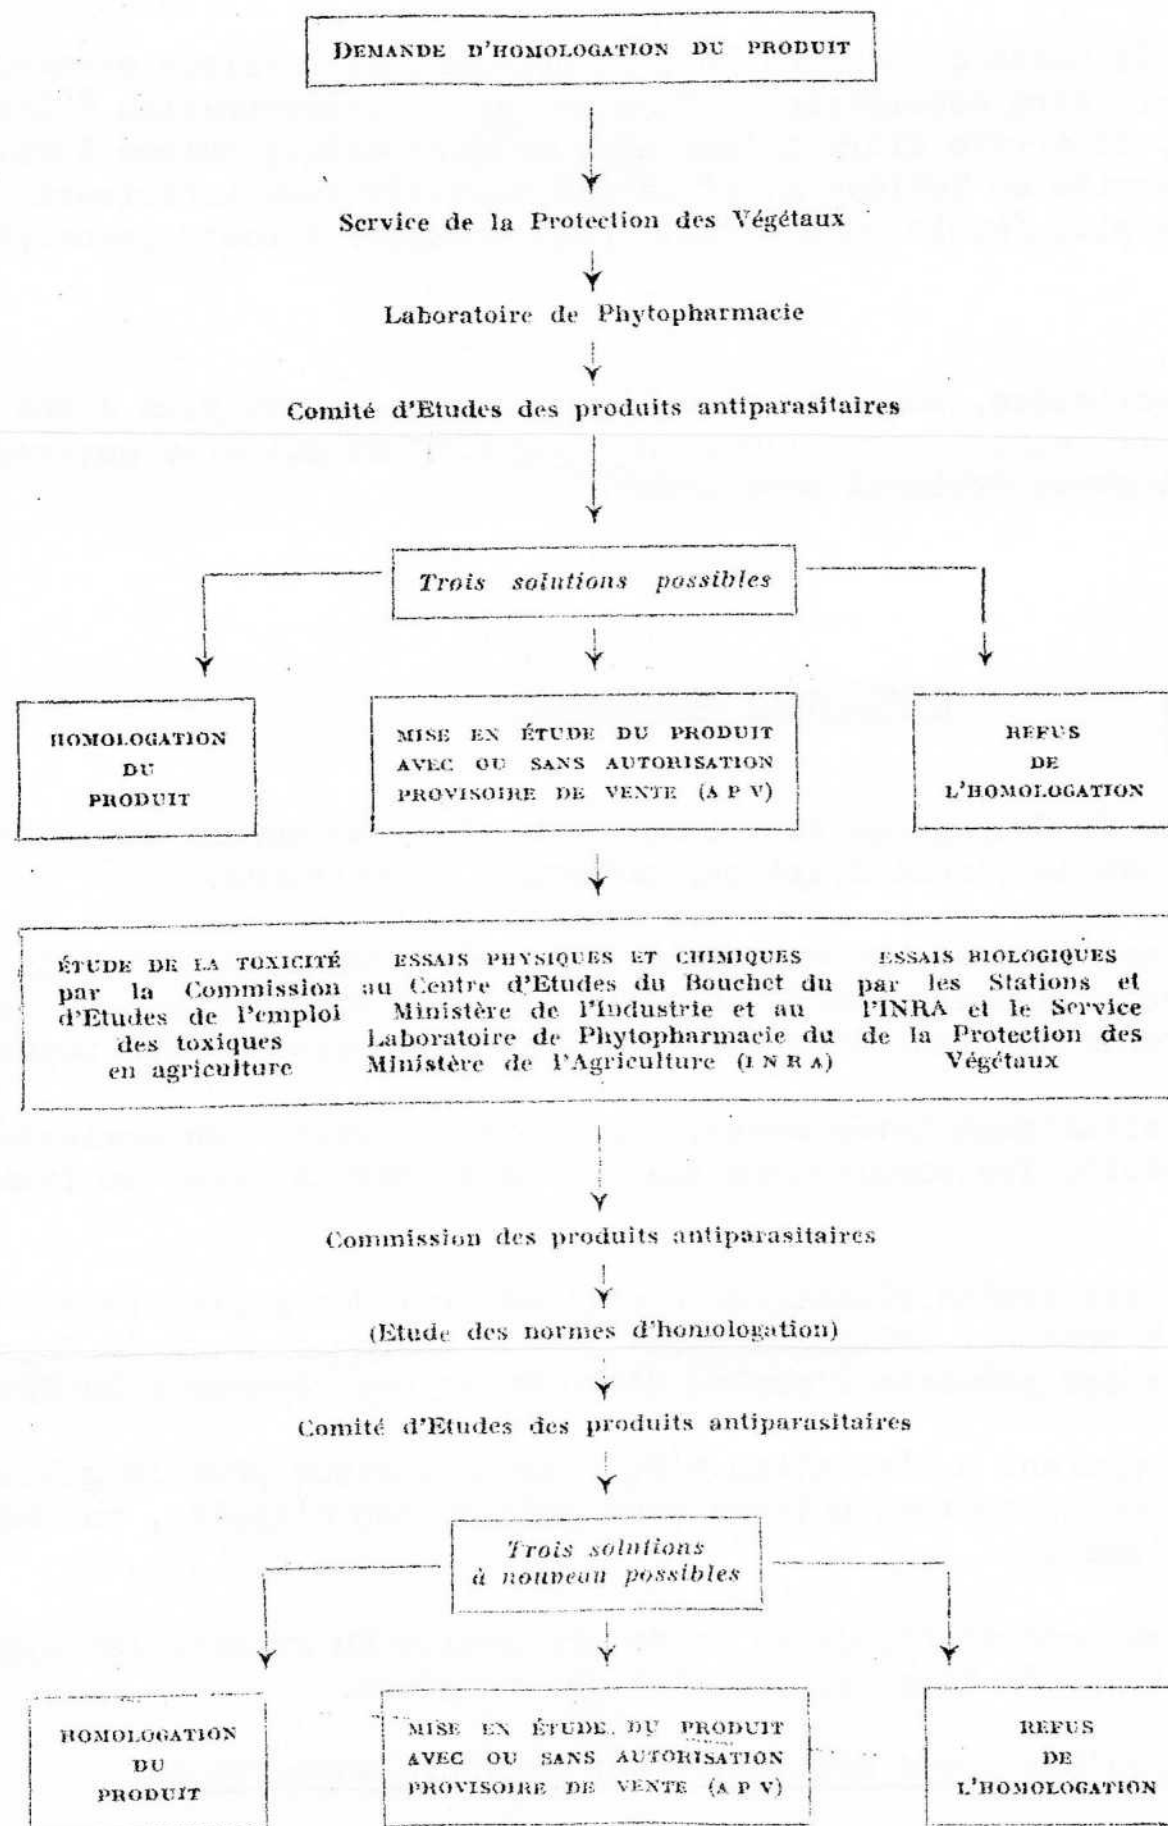 DEMANDE D'HOMOLOGATION DU PRODUIT
Service de la Protection des Végétaux
Laboratoire de Phytopharmacie
Comité d'Etudes des produits antiparasitaires
Trois solutions possibles
HOMOLOGATION
DU
PRODUIT
MISE EN ÉTUDE DU PRODUIT
AVEC OU SANS AUTORISATION
PROVISOIRE DE VENTE (A P V)
REFUS
DE
L'HOMOLOGATION
ÉTUDE DE LA TOXICITÉ
par la Commission
d'Etudes de l'emploi
des toxiques
en agriculture
ESSAIS PHYSIQUES ET CHIMIQUES
au Centre d'Etudes du Bouchet du
Ministère de l'Industrie et au
Laboratoire de Phytopharmacie du
Ministère de l'Agriculture (I N R A)
ESSAIS BIOLOGIQUES
par les Stations et
l'INRA et le Service
de la Protection des
Végétaux
Commission des produits antiparasitaires
(Etude des normes d'homologation)
Comité d'Etudes des produits antiparasitaires
Trois solutions
à nouveau possibles
HOMOLOGATION
DU
PRODUIT
MISE EN ÉTUDE DU PRODUIT
AVEC OU SANS AUTORISATION
PROVISOIRE DE VENTE (A P V)
REFUS
DE
L'HOMOLOGATION